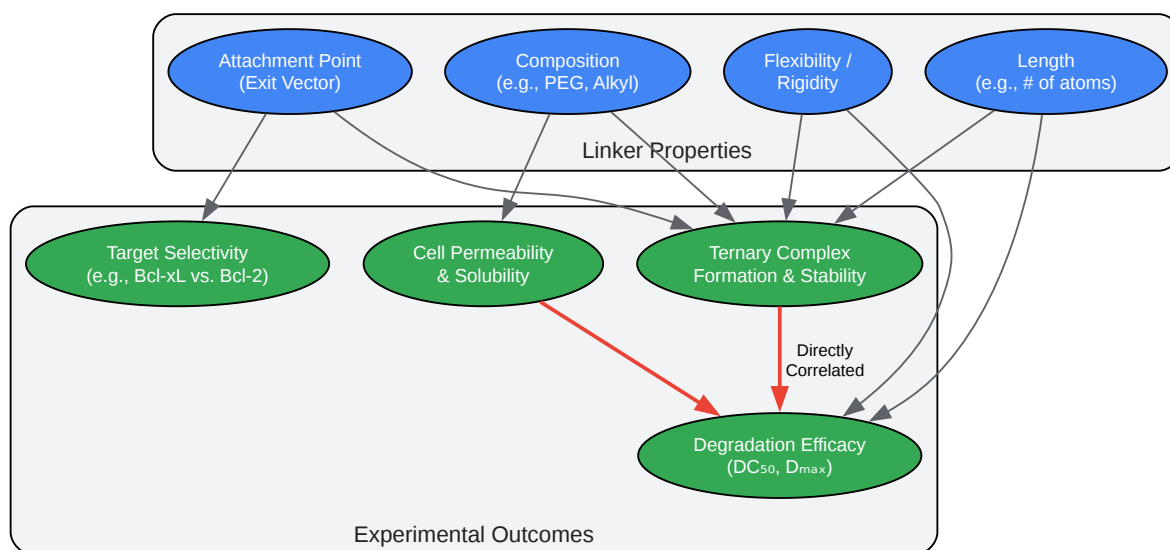 Attachment Point
(Exit Vector)
Composition
(e.g., PEG, Alkyl)
Flexibility /
Rigidity
Length
(e.g., # of atoms)
Linker Properties
Target Selectivity
(e.g., Bcl-xL vs. Bcl-2)
Cell Permeability
& Solubility
Ternary Complex
Formation & Stability
Directly
Correlated
Degradation Efficacy
(DC₅₀, Dₘₐₓ)
Experimental Outcomes